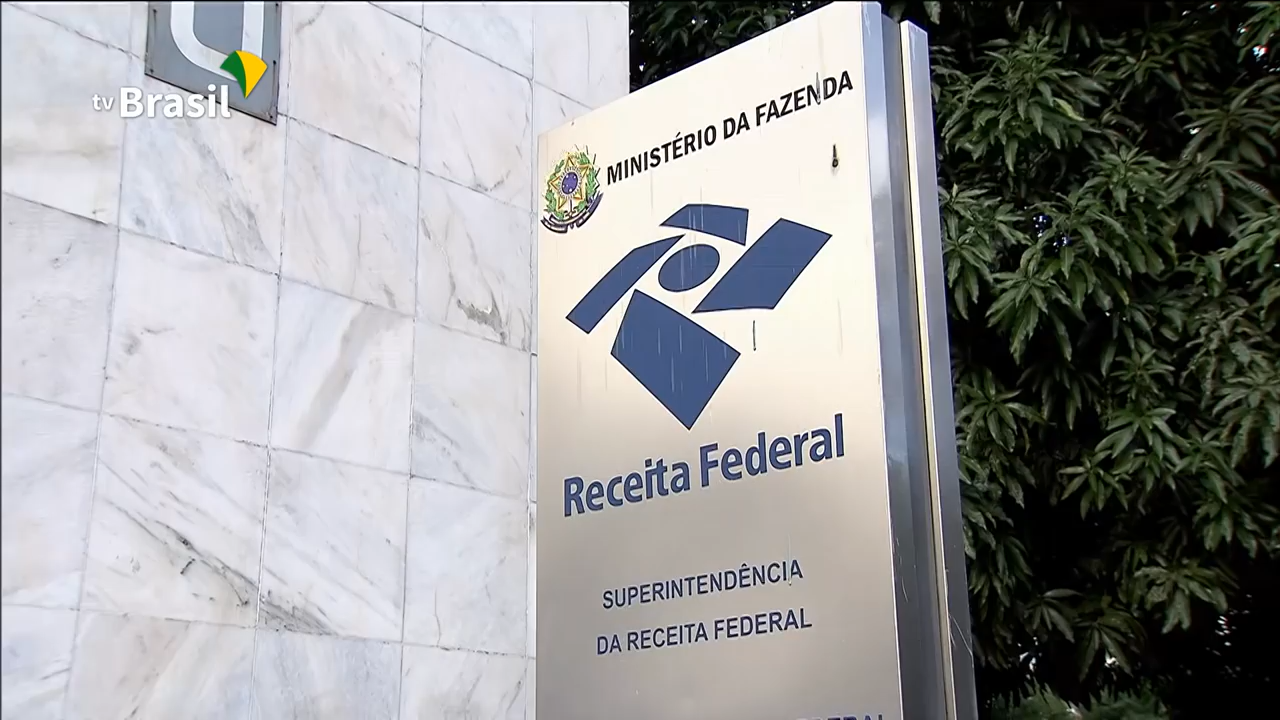 tv Brasil
MINISTÉRIO DA FAZENDA
Receita Federal
SUPERINTENDÊNCIA
DA RECEITA FEDERAL